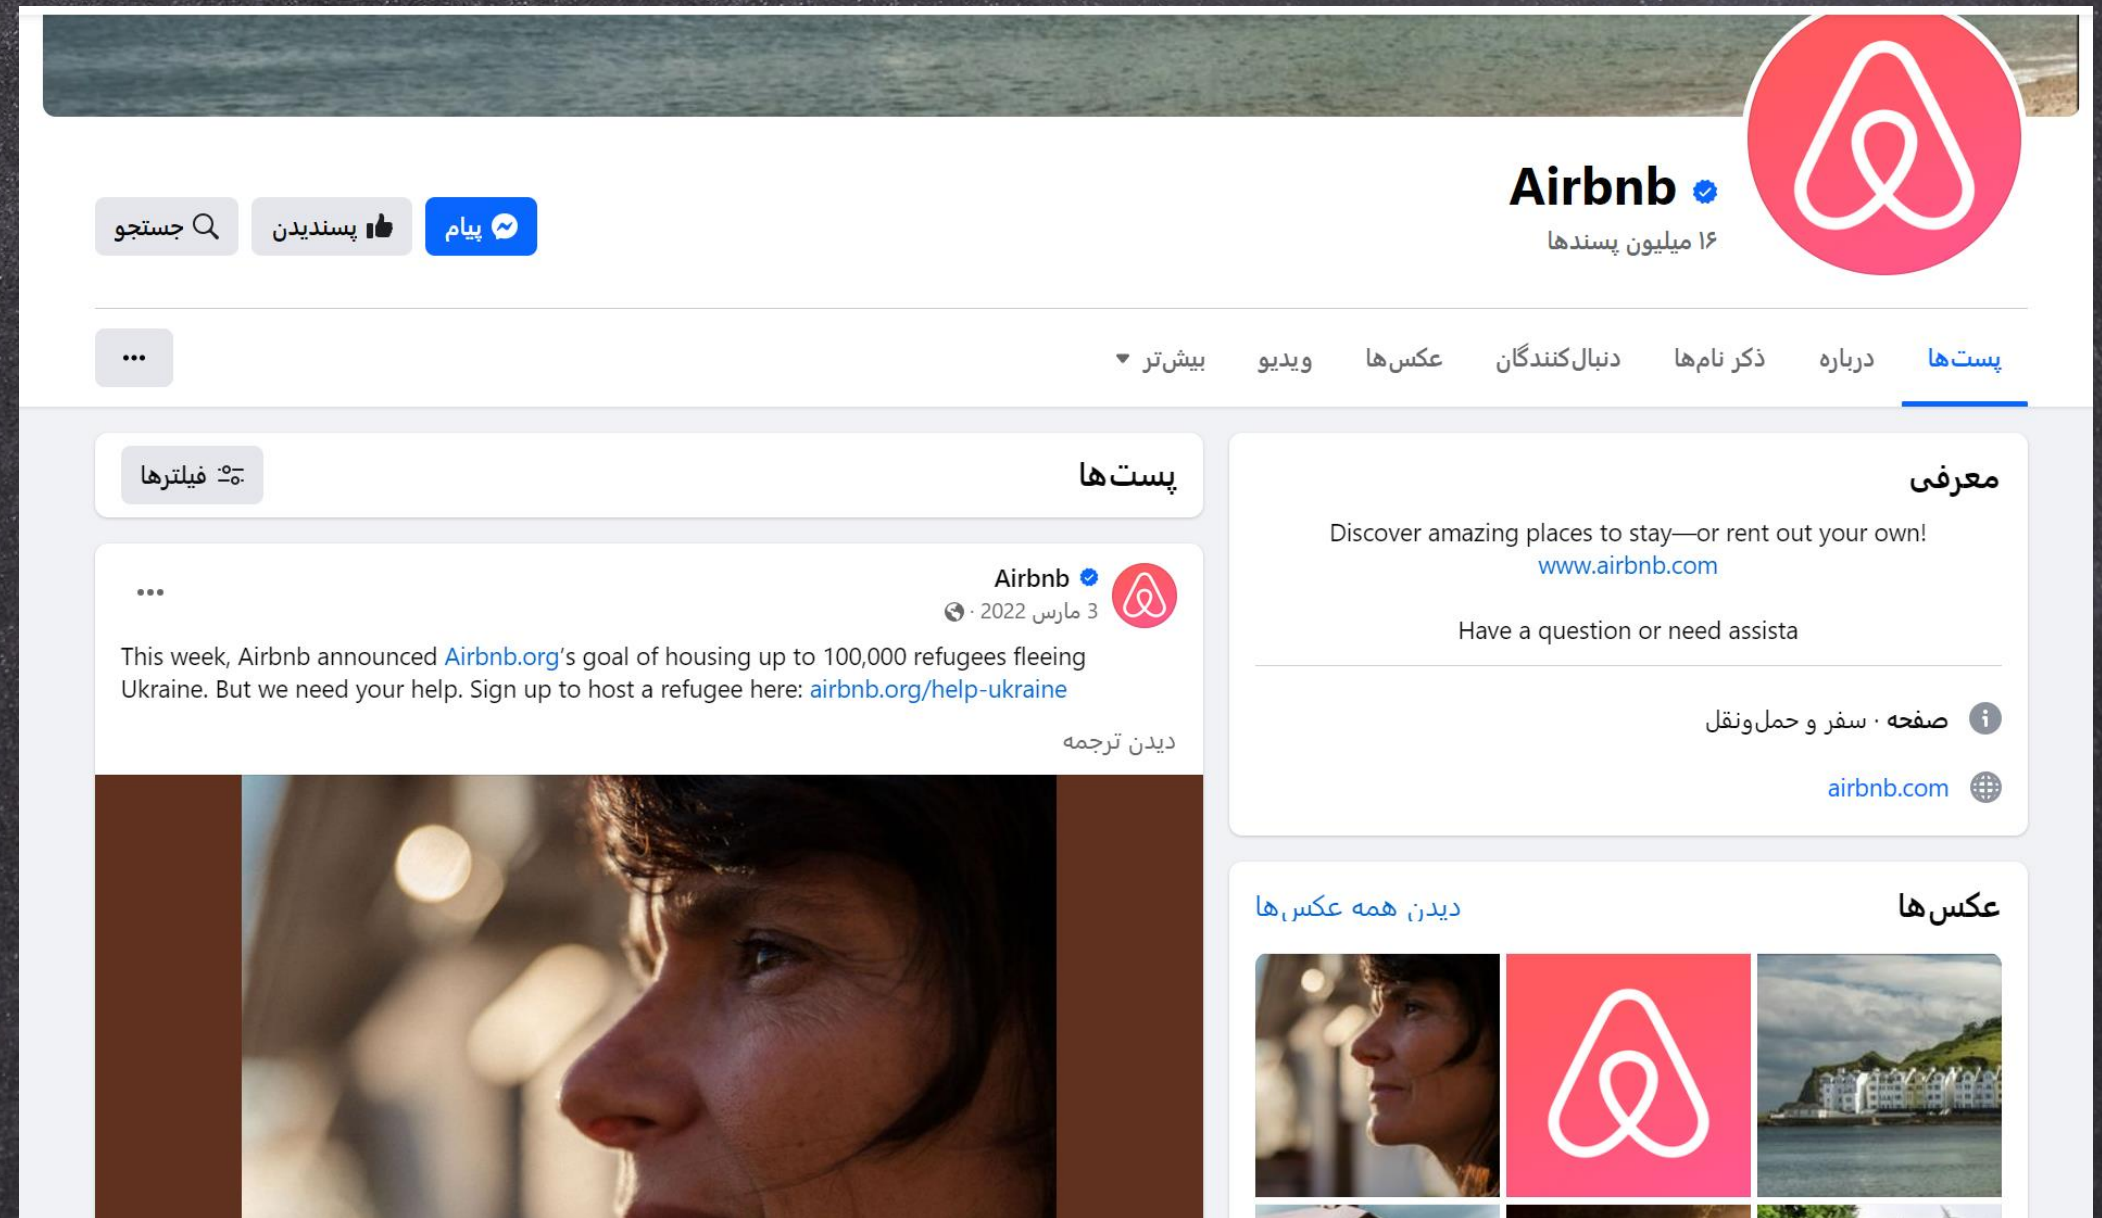 Airbnb
۱۶ میلیون پسندها
پیام
پسندیدن
جستجو
پست‌ها
درباره
ذکر نام‌ها
دنبال‌کنندگان
عکس‌ها
ویدیو
بیش‌تر
معرفی
Discover amazing places to stay—or rent out your own!
www.airbnb.com
Have a question or need assista
صفحه · سفر و حمل‌ونقل
airbnb.com
عکس‌ها
دیدن همه عکس‌ها
پست‌ها
فیلترها
Airbnb
3 مارس 2022 ·
This week, Airbnb announced Airbnb.org's goal of housing up to 100,000 refugees fleeing
Ukraine. But we need your help. Sign up to host a refugee here: airbnb.org/help-ukraine
دیدن ترجمه